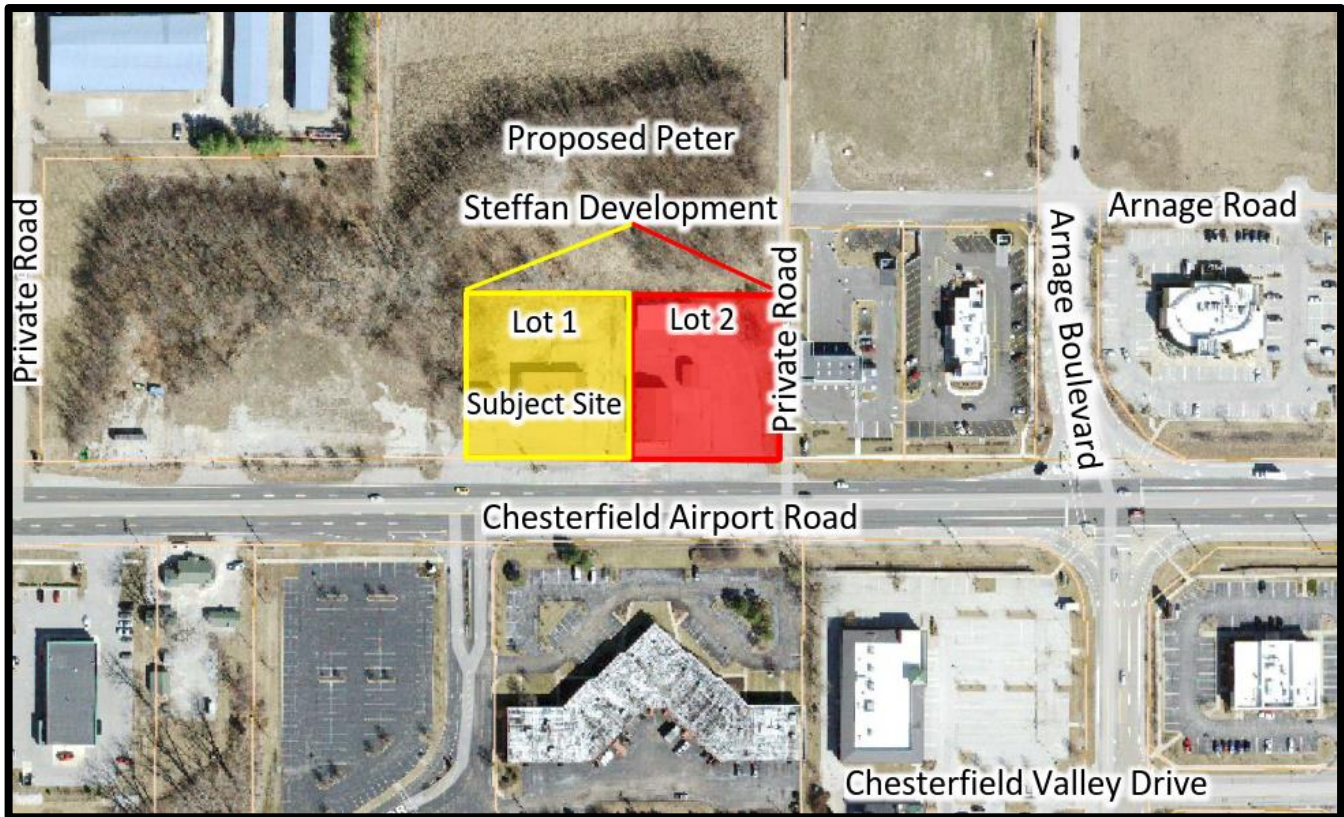 Proposed Peter
Steffan Development
Private Road
Lot 1
Subject Site
Lot 2
Private Road
Arnage Boulevard
Arnage Road
Chesterfield Airport Road
Chesterfield Valley Drive